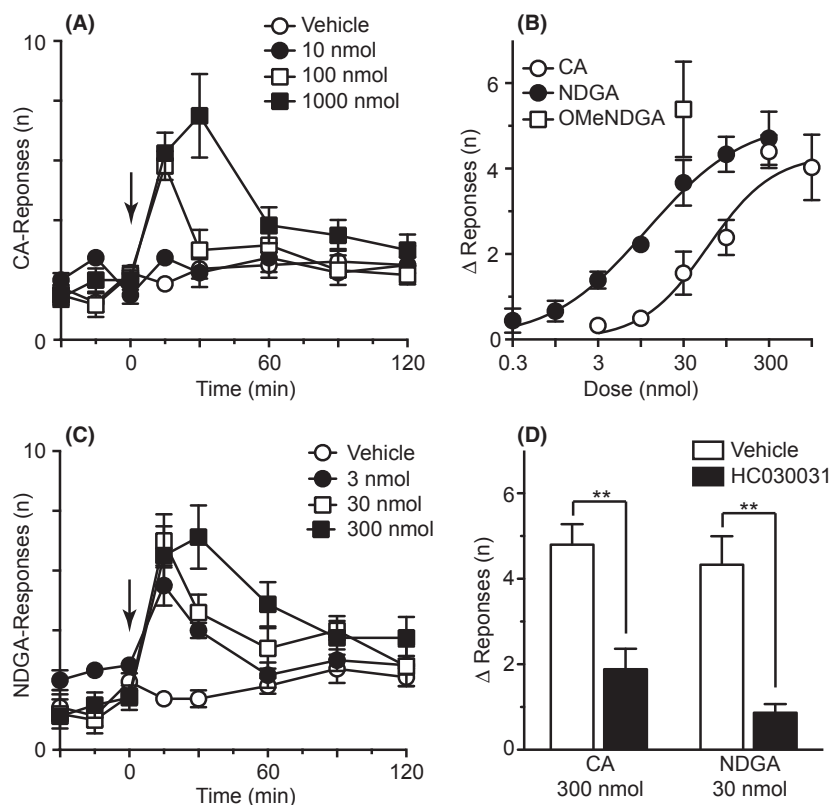 (A)
10
0
CA-Reponses (n)
Vehicle
10 nmol
100 nmol
1000 nmol
0 60 120
Time (min)
(B)
6
4
2
0
Δ Reponses (n)
CA
NDGA
OMeNDGA
0.3 3 30 300
Dose (nmol)
(C)
10
0
NDGA-Responses (n)
Vehicle
3 nmol
30 nmol
300 nmol
0 60 120
Time (min)
(D)
6
4
2
0
Δ Reponses (n)
Vehicle
HC030031
**
**
CA
300 nmol
NDGA
30 nmol